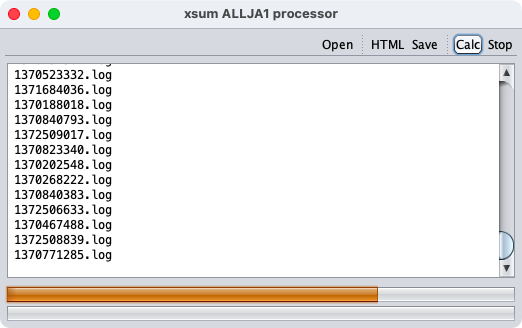 xsum ALLJA1 processor
Open HTML Save Calc Stop
1370523332.log
1371684036.log
1370188018.log
1370840793.log
1372509017.log
1370823340.log
1370202548.log
1370268222.log
1370840383.log
1372506633.log
1370467488.log
1372508839.log
1370771285.log